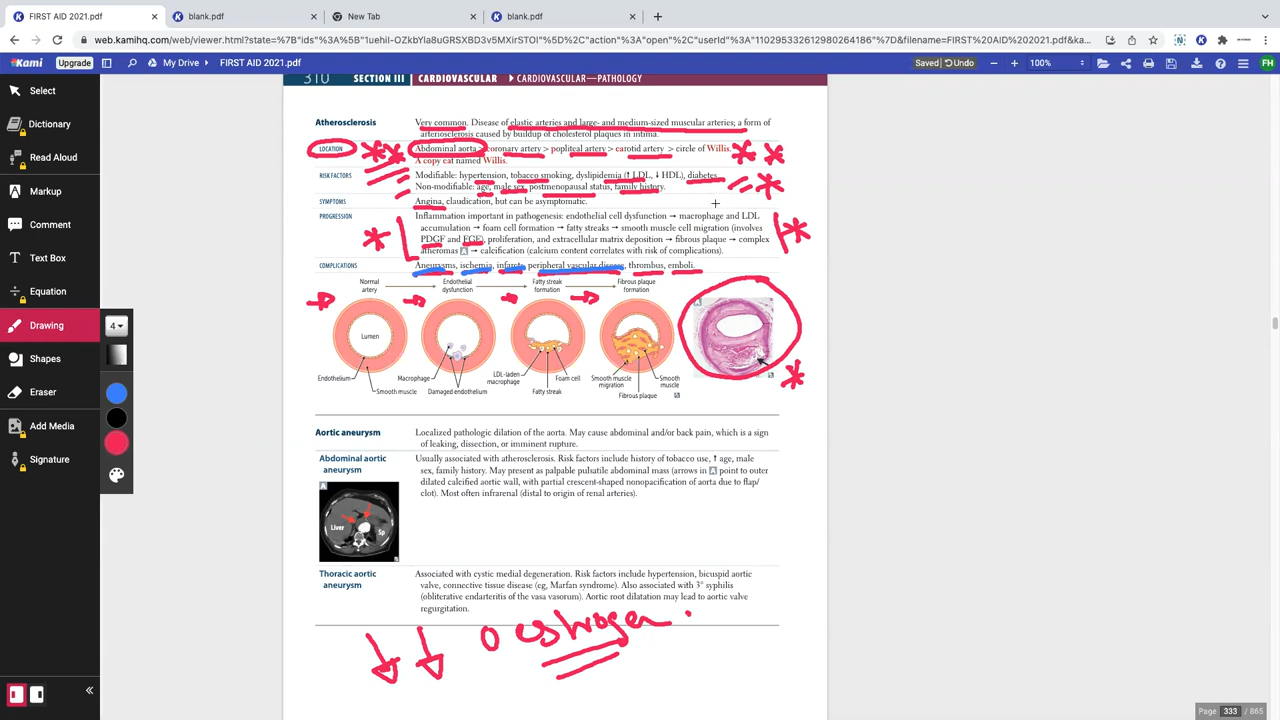 FIRST AID 2021.pdf
blank.pdf
New Tab
blank.pdf
web.kamihq.com/web/viewer.html?state=%7B"ids"%3A%5B"1uehiI-OZkbYla8uGRSXBD3v5MXirSTOI"%5D%2C"action"%3A"open"%2C"userId"%3A"110295332612980264186"%7D&filename=FIRST%20AID%202021.pdf&ka...
Kami
Upgrade
My Drive
FIRST AID 2021.pdf
Saved
Undo
100%
FH
Select
Dictionary
Read Aloud
Markup
Comment
Text Box
Equation
Drawing
Shapes
Eraser
Add Media
Signature
4
310 SECTION III CARDIOVASCULAR ▶ CARDIOVASCULAR—PATHOLOGY
Atherosclerosis
Very common. Disease of elastic arteries and large- and medium-sized muscular arteries; a form of
arteriosclerosis caused by buildup of cholesterol plaques in intima.
LOCATION
Abdominal aorta > coronary artery > popliteal artery > carotid artery > circle of Willis.
A copy cat named Willis.
RISK FACTORS
Modifiable: hypertension, tobacco smoking, dyslipidemia (↑ LDL, ↓ HDL), diabetes.
Non-modifiable: age, male sex, postmenopausal status, family history.
SYMPTOMS
Angina, claudication, but can be asymptomatic.
PROGRESSION
Inflammation important in pathogenesis: endothelial cell dysfunction → macrophage and LDL
accumulation → foam cell formation → fatty streaks → smooth muscle cell migration (involves
PDGF and FGF), proliferation, and extracellular matrix deposition → fibrous plaque → complex
atheromas A → calcification (calcium content correlates with risk of complications).
COMPLICATIONS
Aneurysms, ischemia, infarcts, peripheral vascular disease, thrombus, emboli.
Normal artery
Endothelial dysfunction
Fatty streak formation
Fibrous plaque formation
A
Lumen
Endothelium
Smooth muscle
Macrophage
Damaged endothelium
LDL-laden macrophage
Foam cell
Fatty streak
Smooth muscle migration
Smooth muscle
Fibrous plaque
Aortic aneurysm
Localized pathologic dilation of the aorta. May cause abdominal and/or back pain, which is a sign
of leaking, dissection, or imminent rupture.
Abdominal aortic
aneurysm
Usually associated with atherosclerosis. Risk factors include history of tobacco use, ↑ age, male
sex, family history. May present as palpable pulsatile abdominal mass (arrows in A point to outer
dilated calcified aortic wall, with partial crescent-shaped nonopacification of aorta due to flap/
clot). Most often infrarenal (distal to origin of renal arteries).
A
Liver
Sp
Thoracic aortic
aneurysm
Associated with cystic medial degeneration. Risk factors include hypertension, bicuspid aortic
valve, connective tissue disease (eg, Marfan syndrome). Also associated with 3° syphilis
(obliterative endarteritis of the vasa vasorum). Aortic root dilatation may lead to aortic valve
regurgitation.
↓ ↓ oestrogen
Page 333 / 865